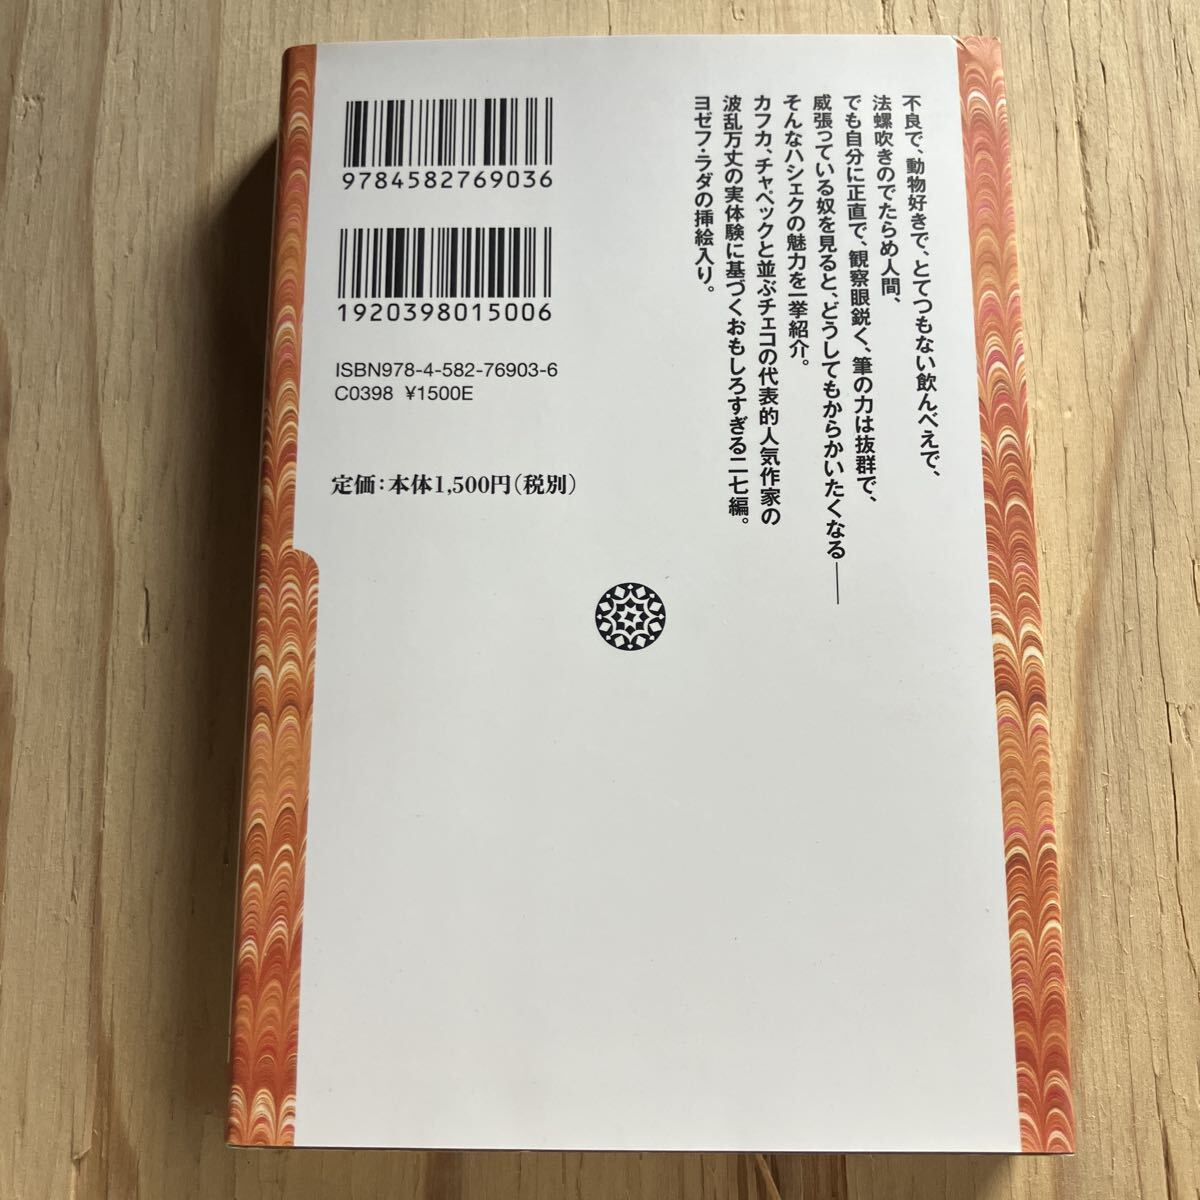 不良で、動物好きで、とてつもない飲んべえで、
法螺吹きのでたらめ人間、
でも自分に正直で、観察眼鋭く、筆の力は抜群で、
威張っている奴を見ると、どうしてもからかいたくなる――
そんなハシェクの魅力を一挙紹介。
カフカ、チャペックと並ぶチェコの代表的人気作家の
波乱万丈の実体験に基づくおもしろすぎる二七編。
ヨゼフ・ラダの挿絵入り。
9784582769036
1920398015006
ISBN978-4-582-76903-6
C0398 ¥1500E
定価：本体1,500円（税別）